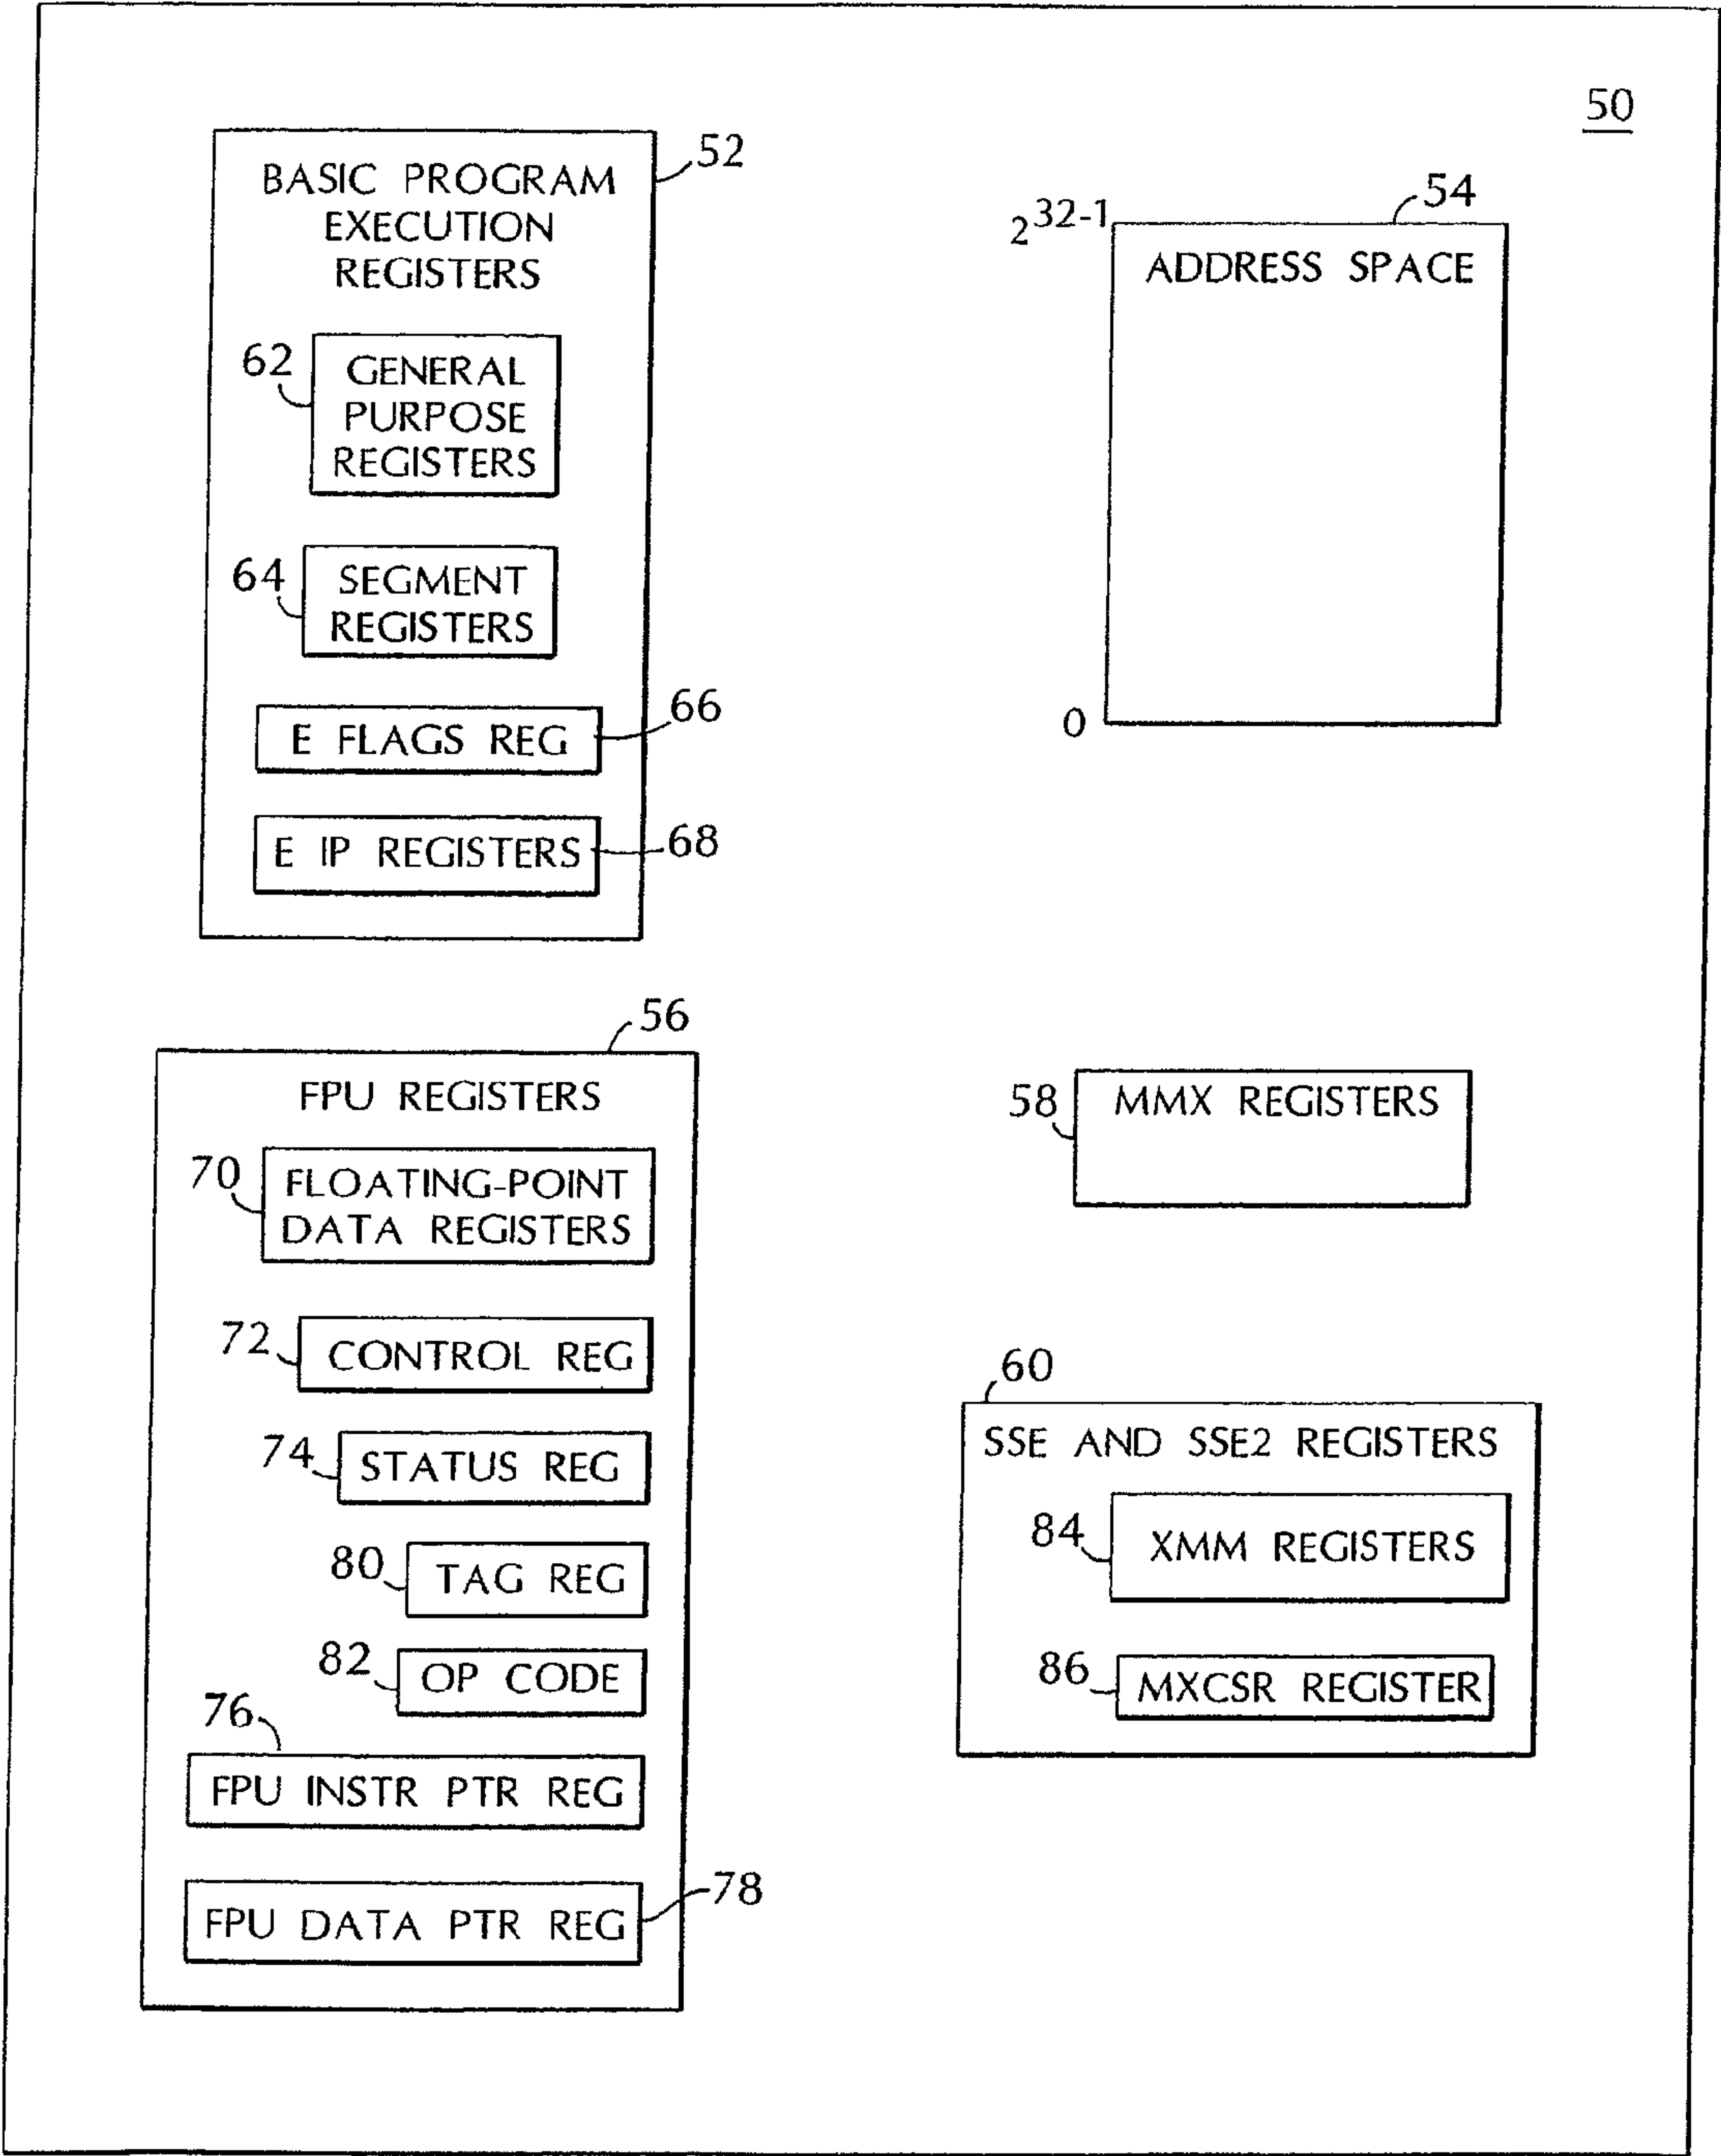 50
52
BASIC PROGRAM
EXECUTION
REGISTERS
62
GENERAL
PURPOSE
REGISTERS
64
SEGMENT
REGISTERS
E FLAGS REG
66
E IP REGISTERS
68
54
2^32-1
ADDRESS SPACE
0
56
FPU REGISTERS
70
FLOATING-POINT
DATA REGISTERS
72
CONTROL REG
74
STATUS REG
80
TAG REG
82
OP CODE
76
FPU INSTR PTR REG
78
FPU DATA PTR REG
58
MMX REGISTERS
60
SSE AND SSE2 REGISTERS
84
XMM REGISTERS
86
MXCSR REGISTER